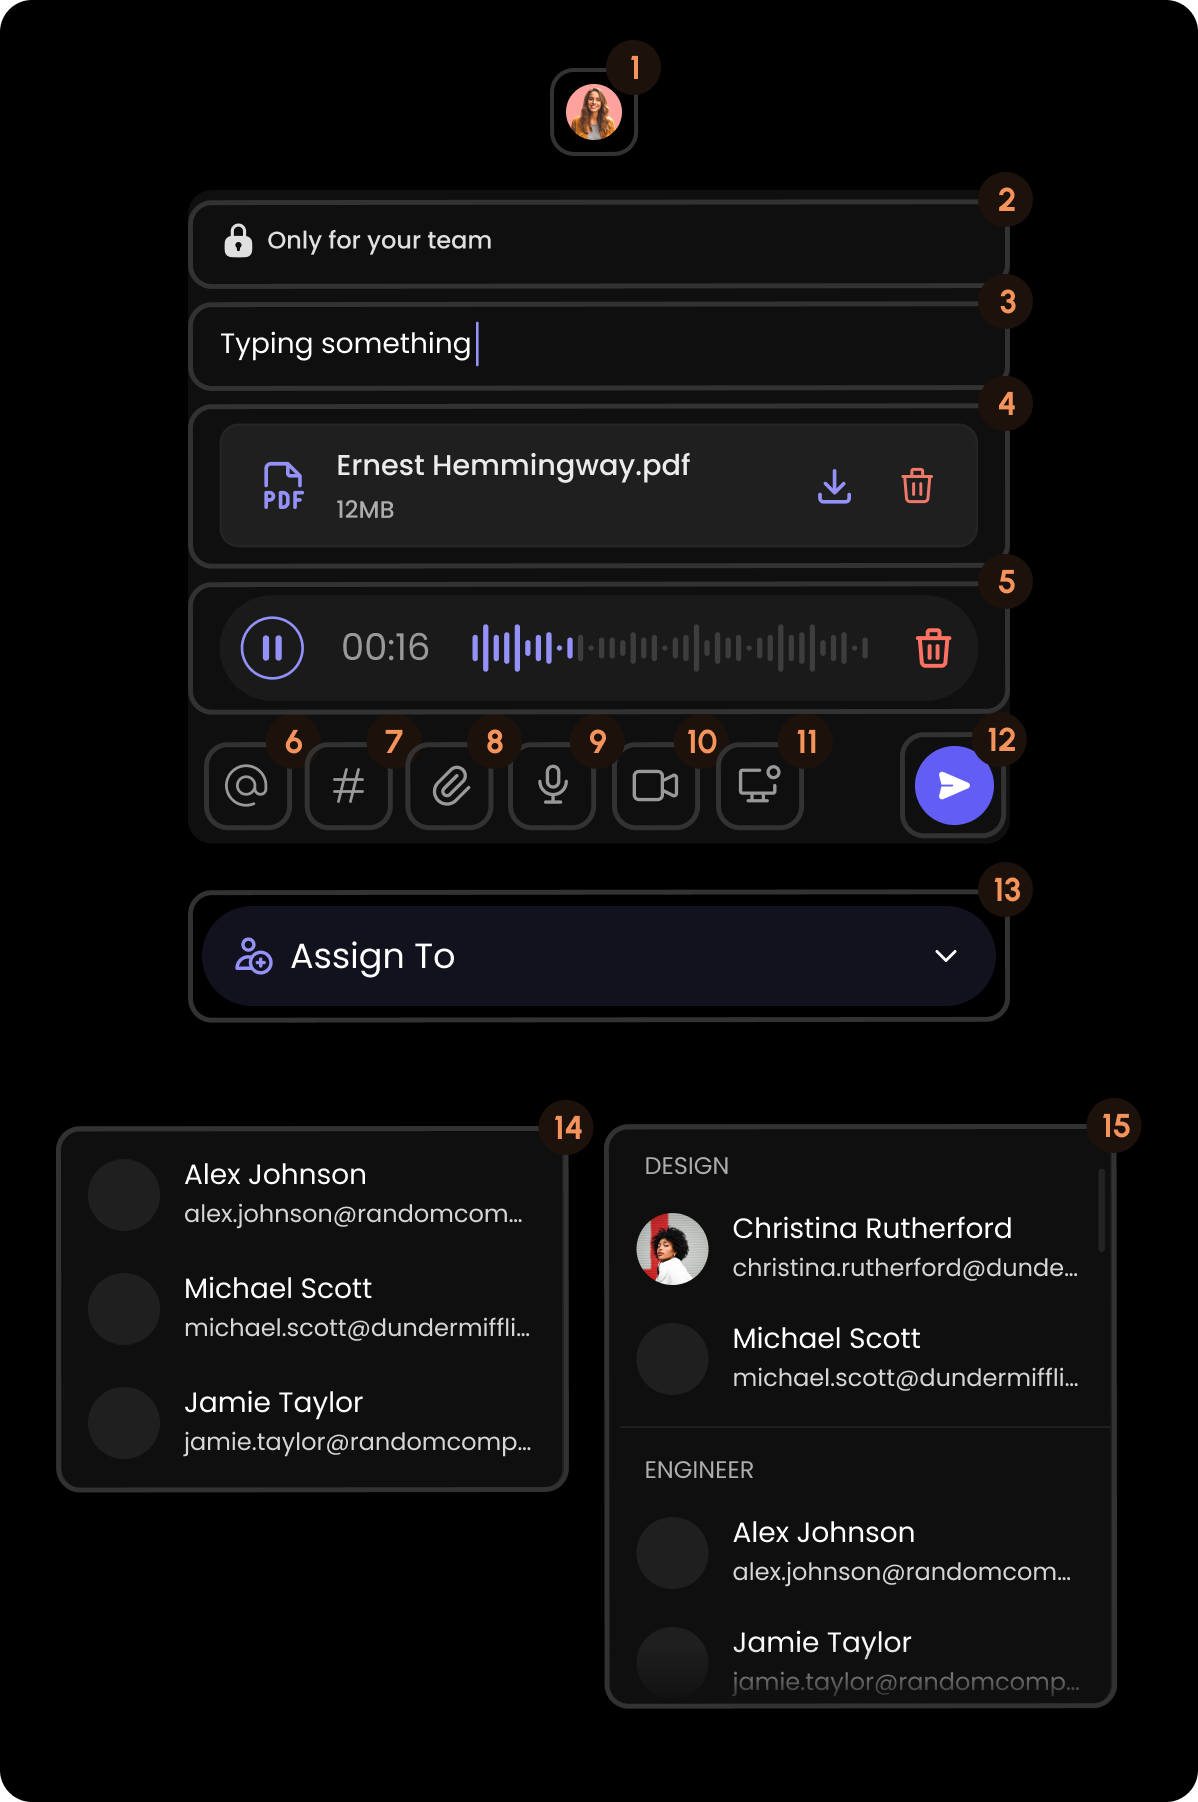 1
2
Only for your team
3
Typing something
4
Ernest Hemmingway.pdf
PDF
12MB
5
00:16
6
7
8
9
10
11
12
@
#
13
Assign To
14
Alex Johnson
alex.johnson@randomcom...
Michael Scott
michael.scott@dundermiffli...
Jamie Taylor
jamie.taylor@randomcomp...
15
DESIGN
Christina Rutherford
christina.rutherford@dunde...
Michael Scott
michael.scott@dundermiffli...
ENGINEER
Alex Johnson
alex.johnson@randomcom...
Jamie Taylor
jamie.taylor@randomcomp...